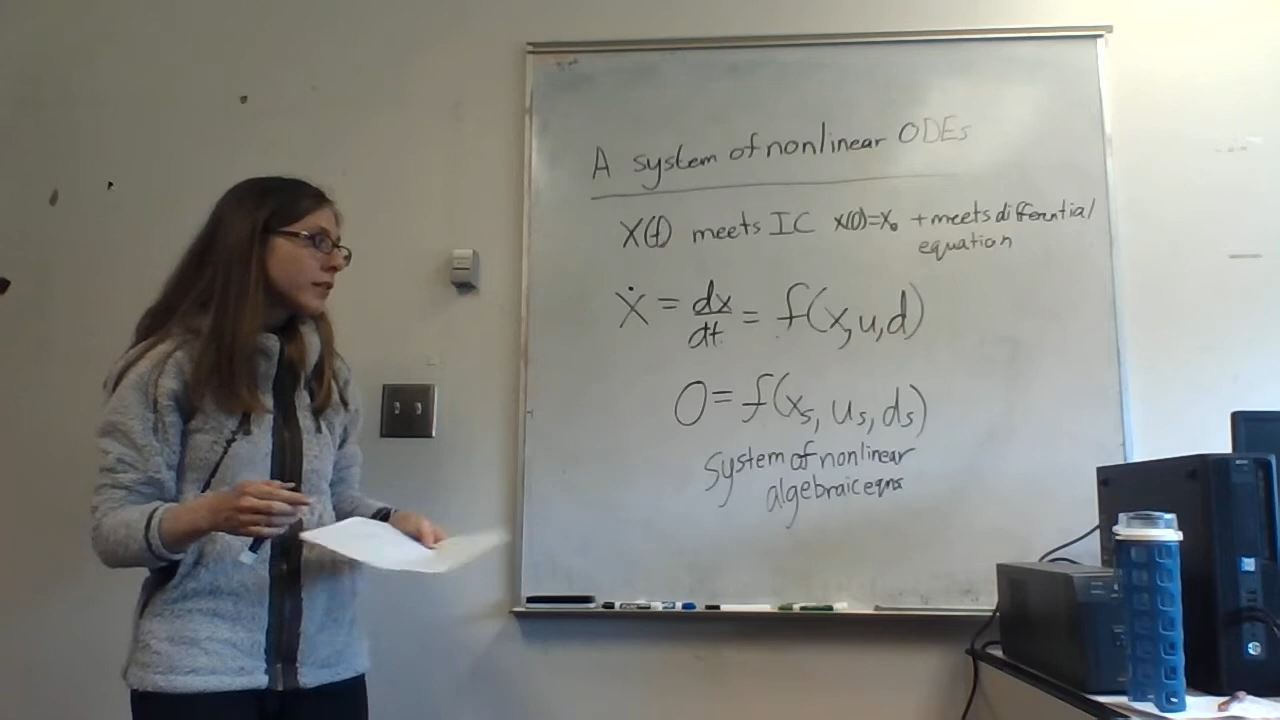 A system of nonlinear ODEs
X(t) meets IC x(0)=x₀ + meets differential
equation
ẋ = dx/dt = f(x,u,d)
0 = f(xₛ, uₛ, dₛ)
system of nonlinear
algebraic eqns
hp